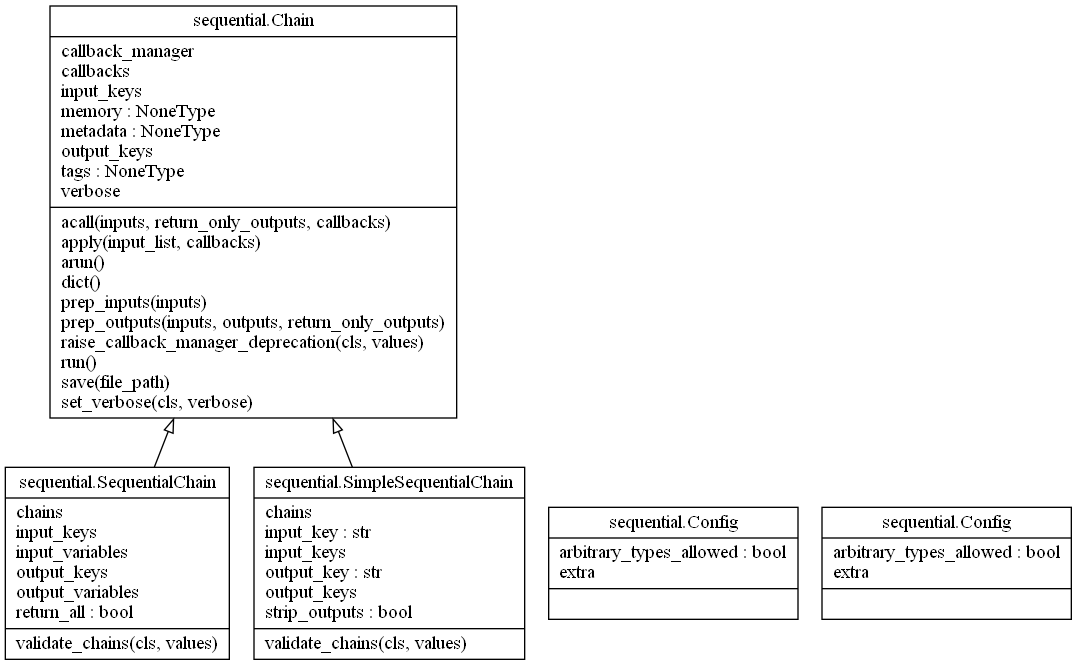 sequential.Chain
callback_manager
callbacks
input_keys
memory : NoneType
metadata : NoneType
output_keys
tags : NoneType
verbose
acall(inputs, return_only_outputs, callbacks)
apply(input_list, callbacks)
arun()
dict()
prep_inputs(inputs)
prep_outputs(inputs, outputs, return_only_outputs)
raise_callback_manager_deprecation(cls, values)
run()
save(file_path)
set_verbose(cls, verbose)
sequential.SequentialChain
chains
input_keys
input_variables
output_keys
output_variables
return_all : bool
validate_chains(cls, values)
sequential.SimpleSequentialChain
chains
input_key : str
input_keys
output_key : str
output_keys
strip_outputs : bool
validate_chains(cls, values)
sequential.Config
arbitrary_types_allowed : bool
extra
sequential.Config
arbitrary_types_allowed : bool
extra